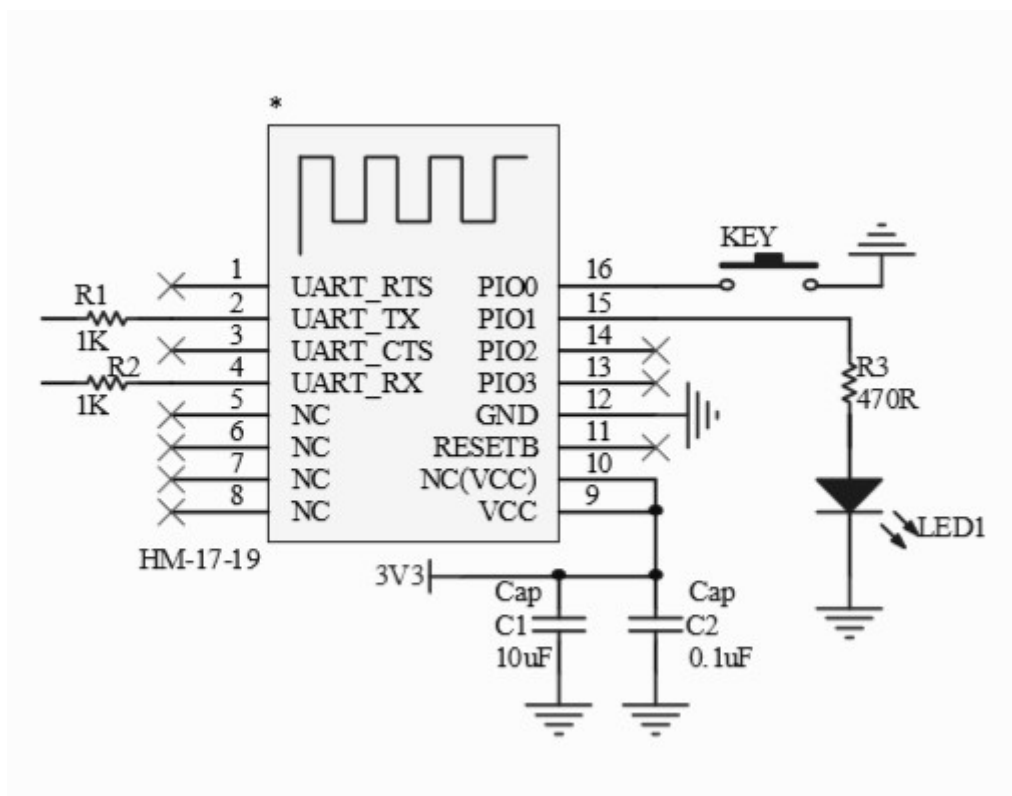 *
KEY
1 UART_RTS PIO0 16
R1
2 UART_TX PIO1 15
1K
3 UART_CTS PIO2 14
R2
4 UART_RX PIO3 13
1K
R3
470R
5 NC GND 12
6 NC RESETB 11
7 NC NC(VCC) 10
8 NC VCC 9
LED1
HM-17-19
3V3
Cap Cap
C1 C2
10uF 0.1uF